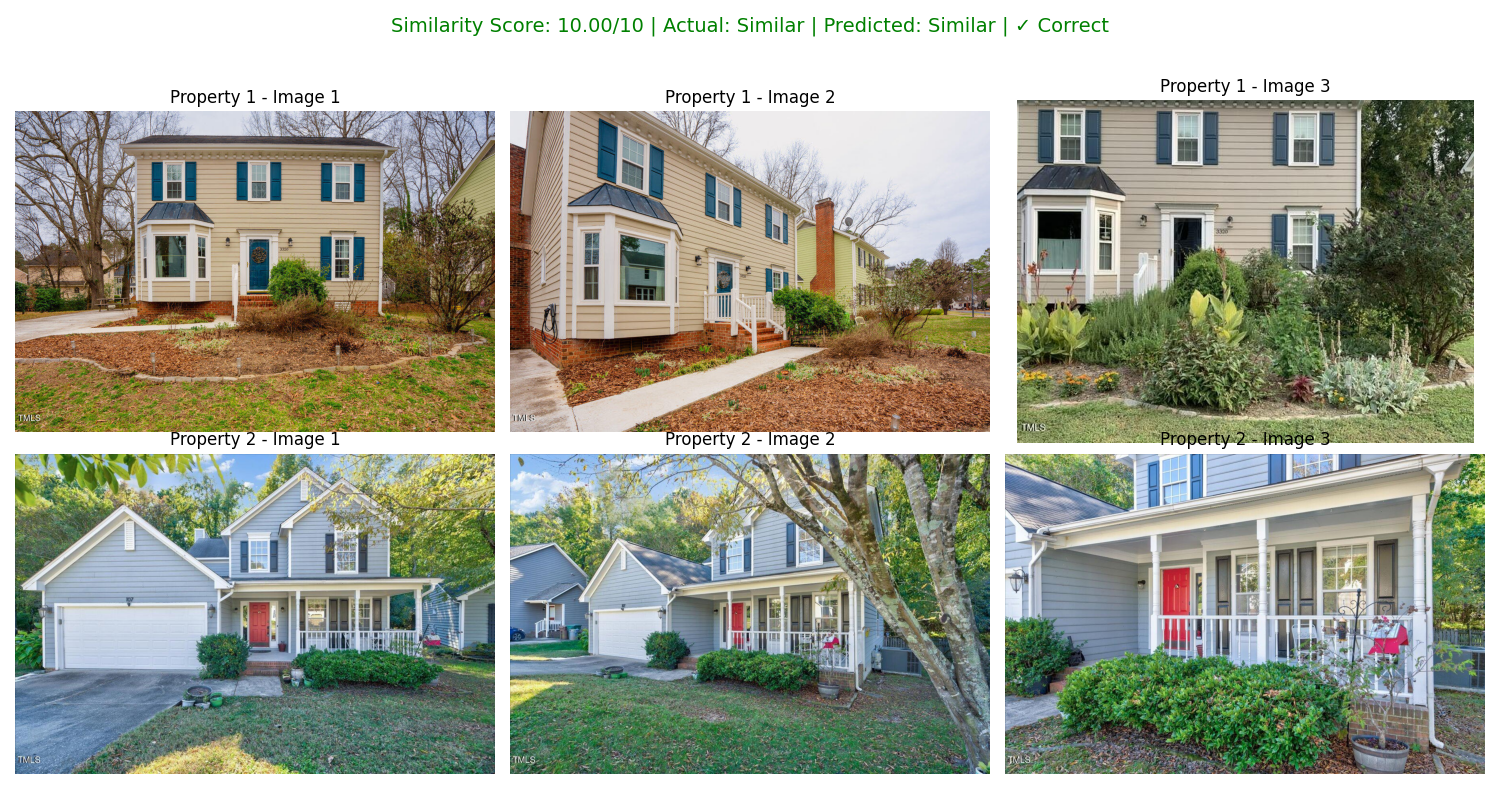 Similarity Score: 10.00/10 | Actual: Similar | Predicted: Similar | ✓ Correct
Property 1 - Image 1
Property 1 - Image 2
Property 1 - Image 3
TMLS
TMLS
TMLS
Property 2 - Image 1
Property 2 - Image 2
Property 2 - Image 3
TMLS
TMLS
TMLS